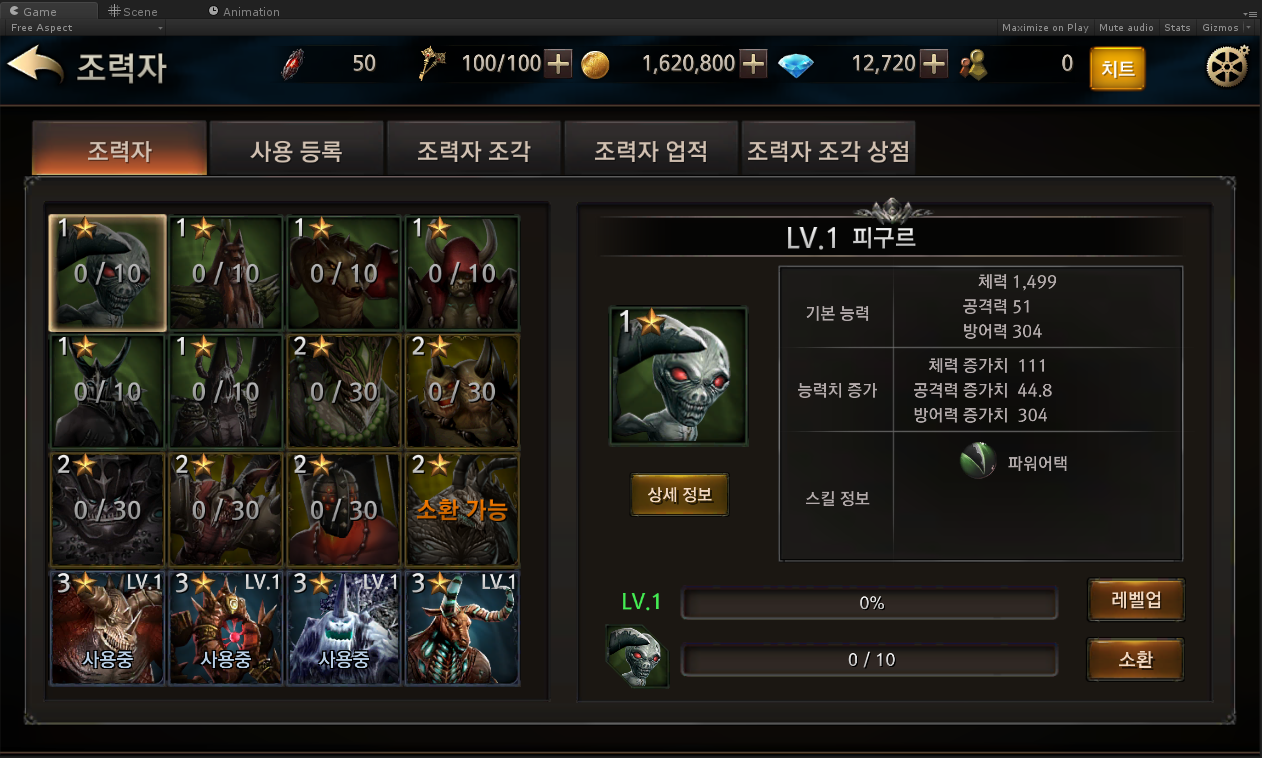 Game Scene Animation
Free Aspect Maximize on Play Mute audio Stats Gizmos
조력자 50 100/100 1,620,800 12,720 0 치트
조력자 사용 등록 조력자 조각 조력자 업적 조력자 조각 상점
1 1 1 1
0 / 10 0 / 10 0 / 10 0 / 10
1 1 2 2
0 / 10 0 / 10 0 / 30 0 / 30
2 2 2 2
0 / 30 0 / 30 0 / 30 소환 가능
3 LV.1 3 LV.1 3 LV.1 3 LV.1
사용중 사용중 사용중
LV.1 피구르
1
상세 정보
기본 능력
체력 1,499
공격력 51
방어력 304
능력치 증가
체력 증가치 111
공격력 증가치 44.8
방어력 증가치 304
스킬 정보
파워어택
LV.1 0% 레벨업
0 / 10 소환